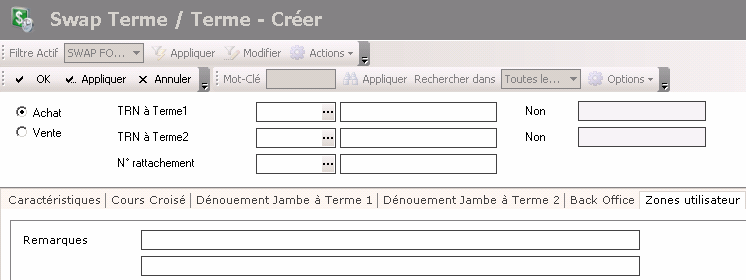 Swap Terme / Terme - Créer
Filtre Actif SWAP FO... Appliquer Modifier Actions
OK Appliquer Annuler Mot-Clé Appliquer Rechercher dans Toutes le... Options
Achat TRN à Terme1 ... Non
Vente TRN à Terme2 ... Non
N° rattachement ...
Caractéristiques Cours Croisé Dénouement Jambe à Terme 1 Dénouement Jambe à Terme 2 Back Office Zones utilisateur
Remarques